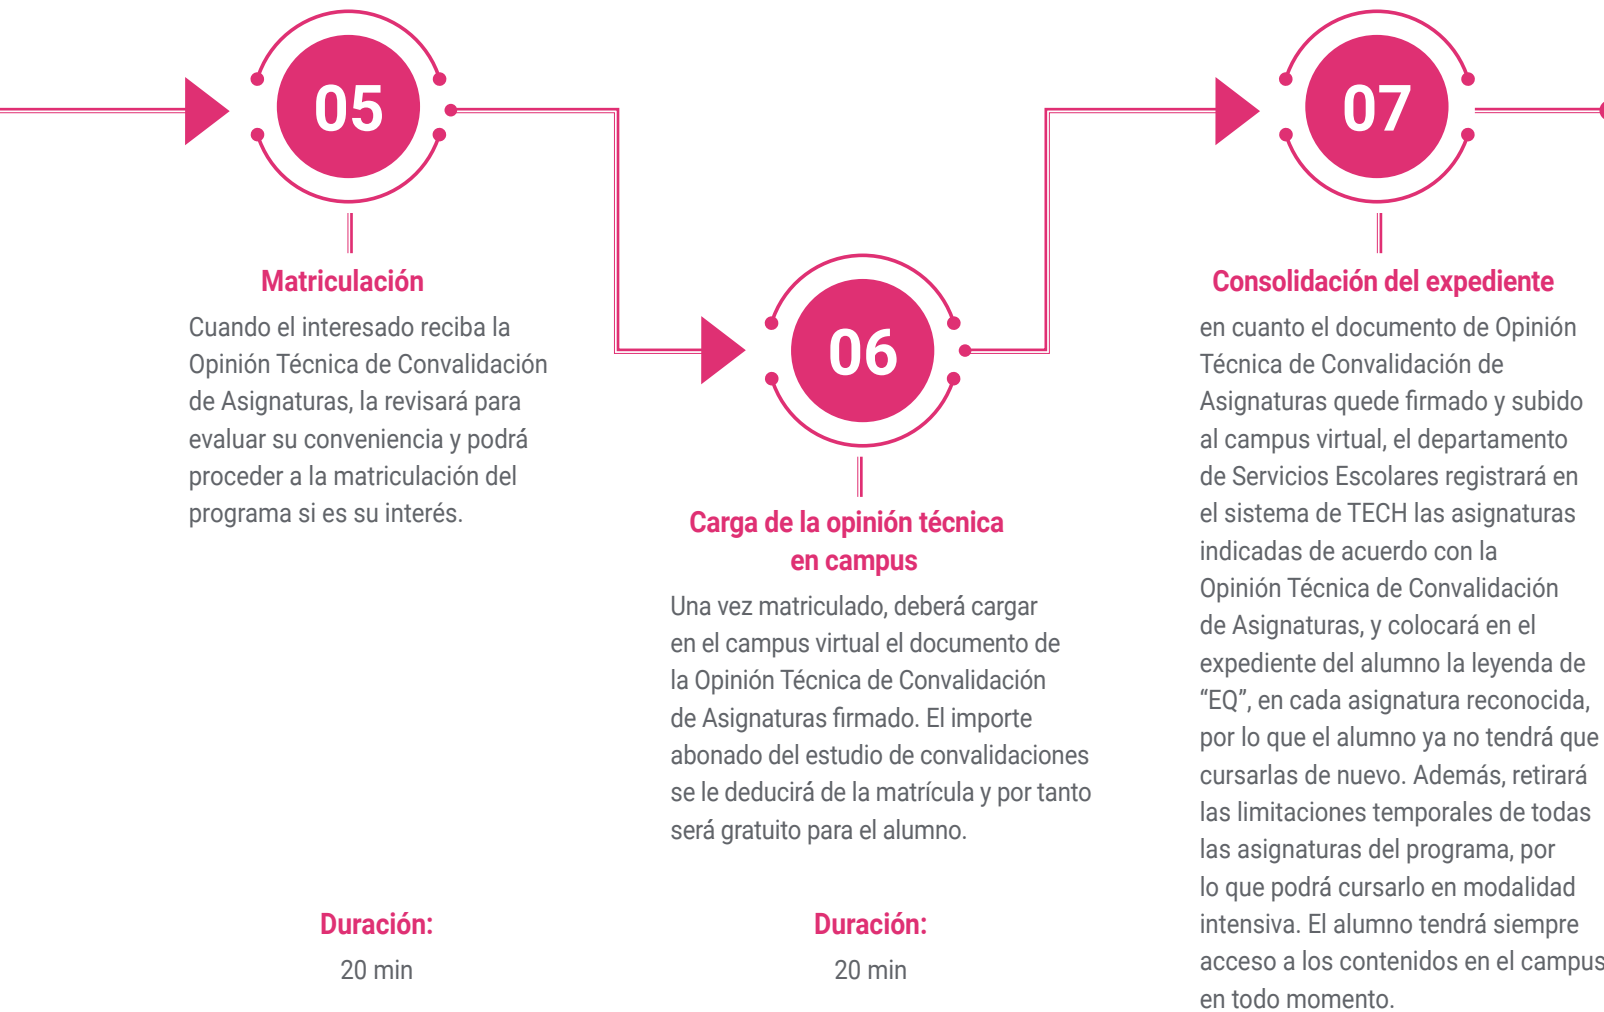 05
Matriculación
Cuando el interesado reciba la
Opinión Técnica de Convalidación
de Asignaturas, la revisará para
evaluar su conveniencia y podrá
proceder a la matriculación del
programa si es su interés.
Duración:
20 min
06
Carga de la opinión técnica
en campus
Una vez matriculado, deberá cargar
en el campus virtual el documento de
la Opinión Técnica de Convalidación
de Asignaturas firmado. El importe
abonado del estudio de convalidaciones
se le deducirá de la matrícula y por tanto
será gratuito para el alumno.
Duración:
20 min
07
Consolidación del expediente
en cuanto el documento de Opinión
Técnica de Convalidación de
Asignaturas quede firmado y subido
al campus virtual, el departamento
de Servicios Escolares registrará en
el sistema de TECH las asignaturas
indicadas de acuerdo con la
Opinión Técnica de Convalidación
de Asignaturas, y colocará en el
expediente del alumno la leyenda de
“EQ”, en cada asignatura reconocida,
por lo que el alumno ya no tendrá que
cursarlas de nuevo. Además, retirará
las limitaciones temporales de todas
las asignaturas del programa, por
lo que podrá cursarlo en modalidad
intensiva. El alumno tendrá siempre
acceso a los contenidos en el campus
en todo momento.